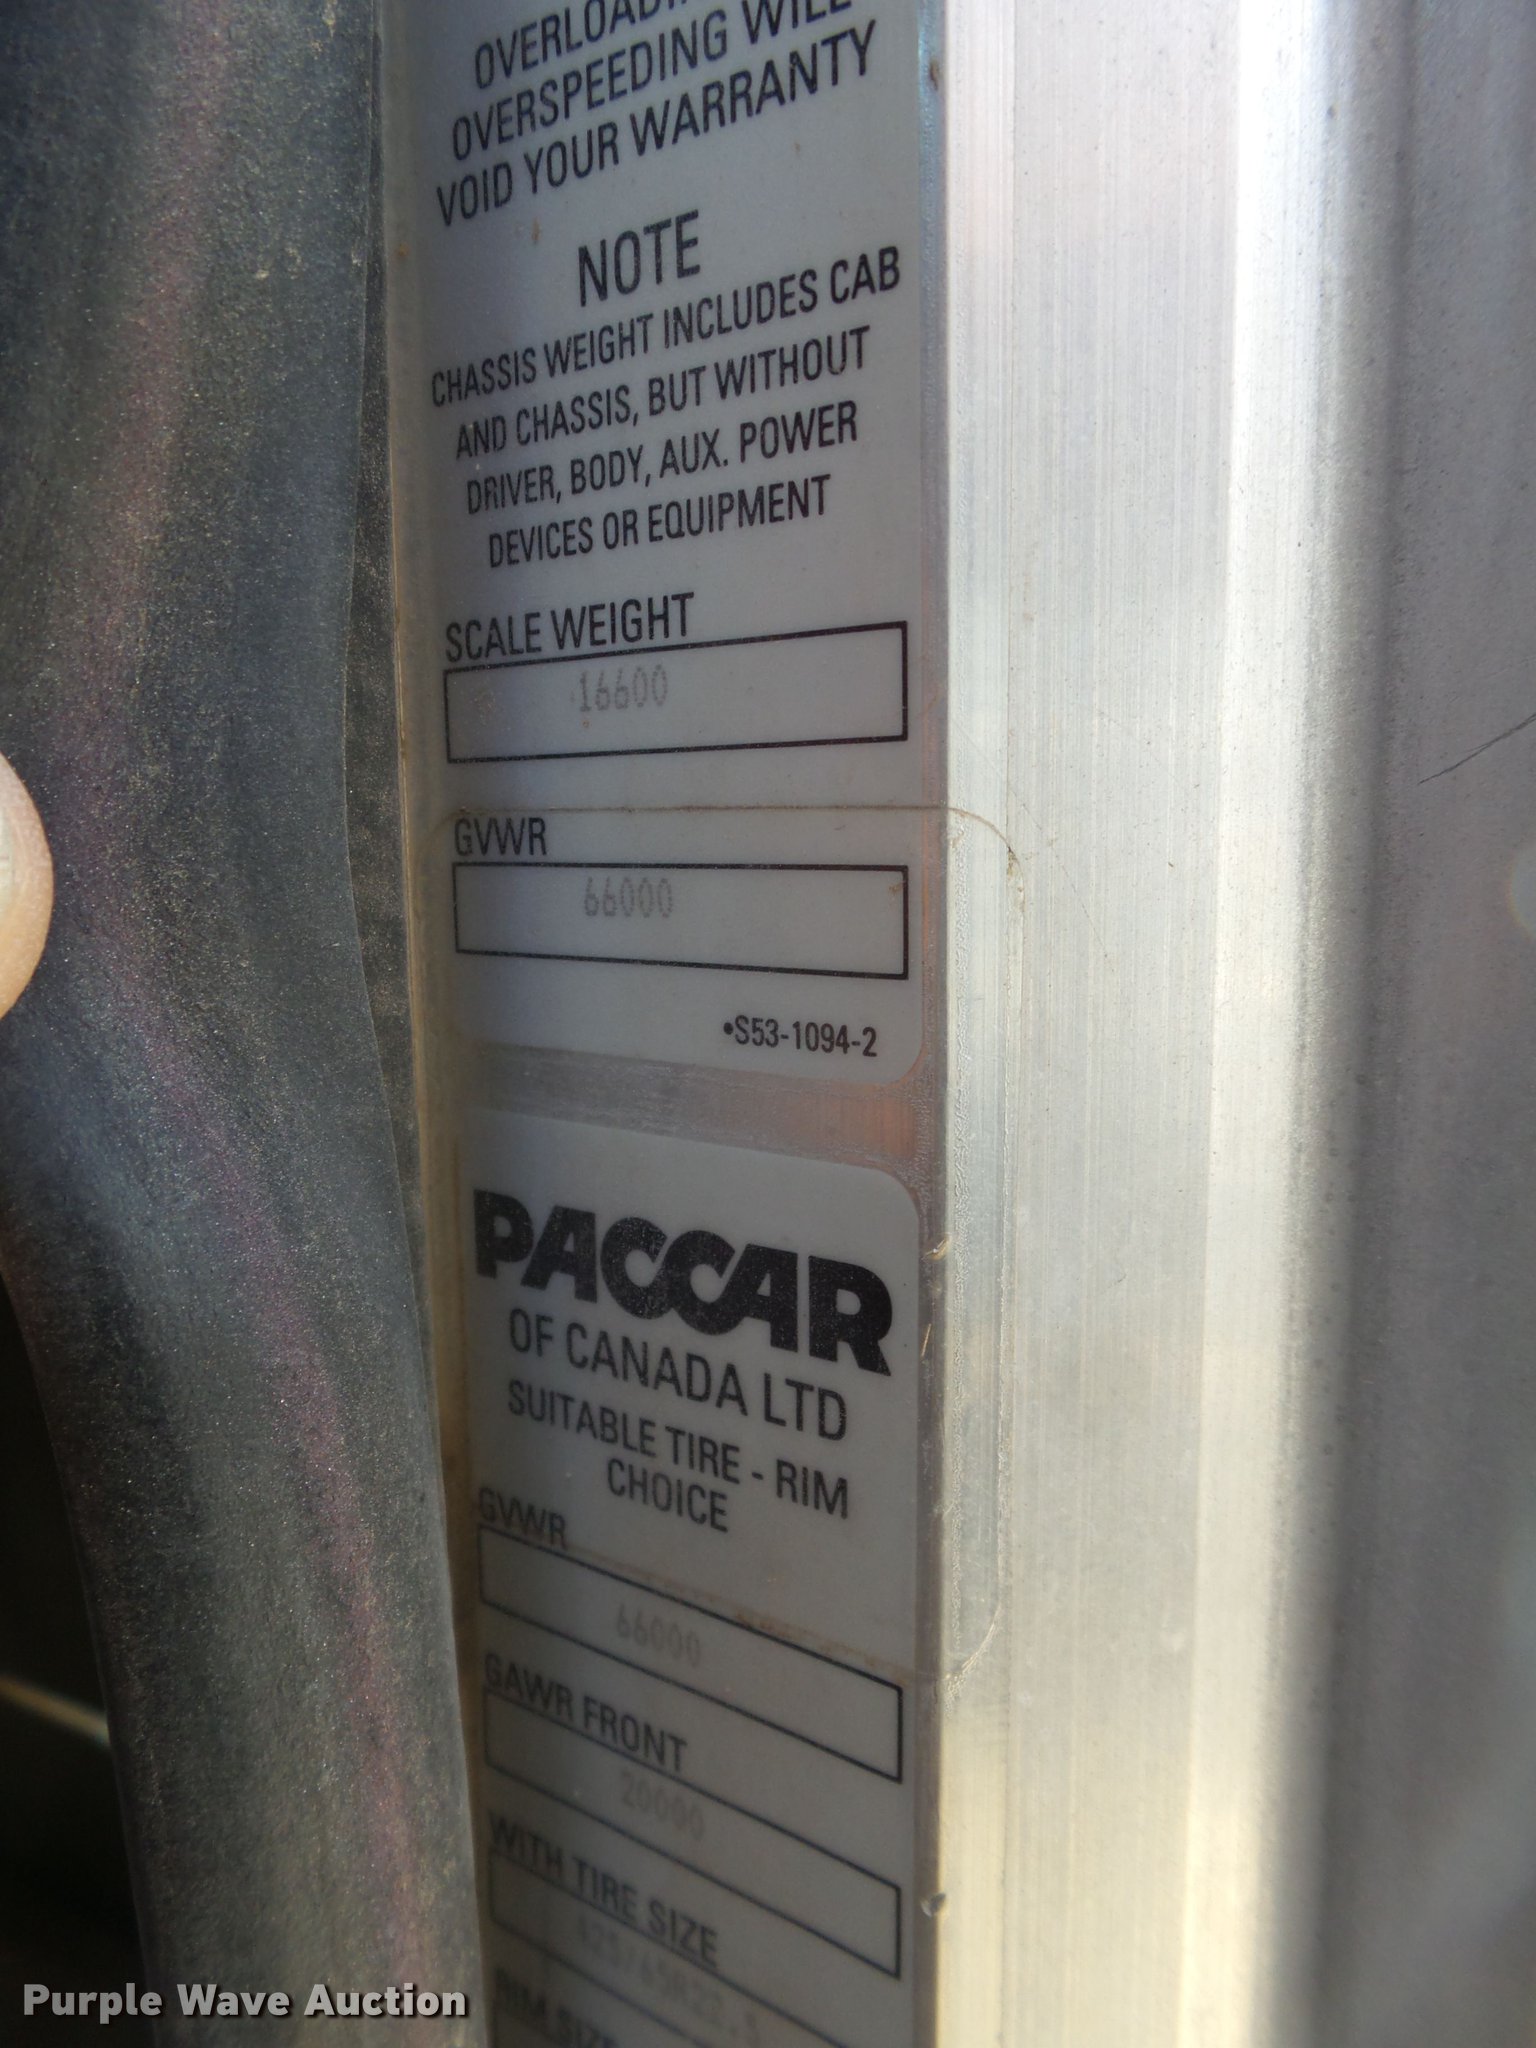 OVERSPEEDING WILL
VOID YOUR WARRANTY
NOTE
CHASSIS WEIGHT INCLUDES CAB
AND CHASSIS, BUT WITHOUT
DRIVER, BODY, AUX. POWER
DEVICES OR EQUIPMENT
SCALE WEIGHT
16600
GVWR
66000
•S53-1094-2
PACCAR
OF CANADA LTD
SUITABLE TIRE - RIM
CHOICE
GVWR
66000
GAWR FRONT
20000
WITH TIRE SIZE
RIM SIZE
Purple Wave Auction